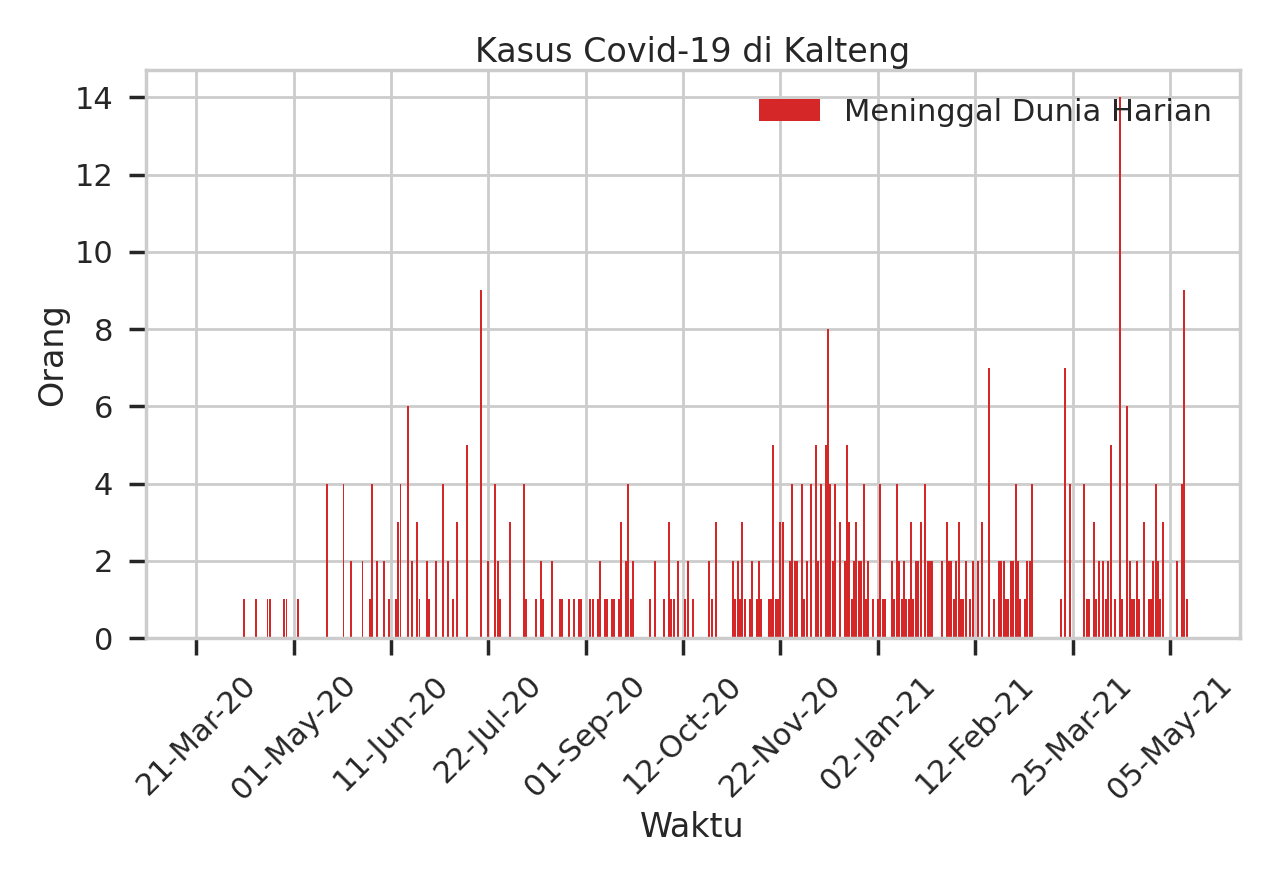 Kasus Covid-19 di Kalteng
Meninggal Dunia Harian
14
12
10
8
6
4
2
0
Orang
21-Mar-20
01-May-20
11-Jun-20
22-Jul-20
01-Sep-20
12-Oct-20
22-Nov-20
02-Jan-21
12-Feb-21
25-Mar-21
05-May-21
Waktu